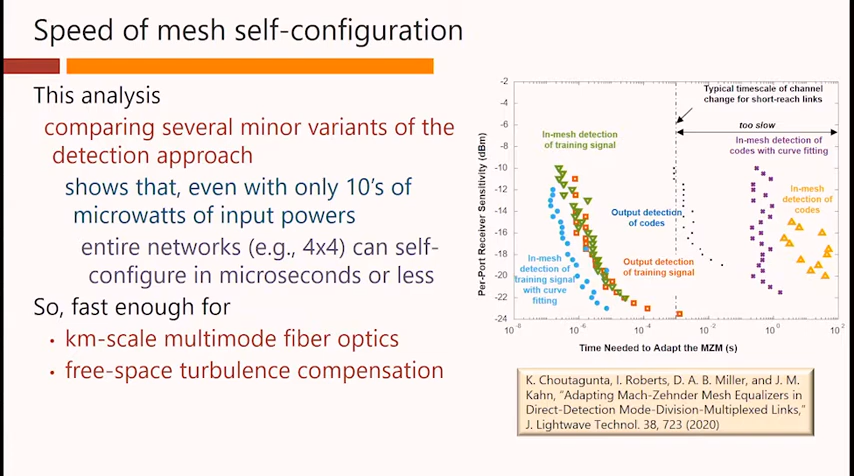 Speed of mesh self-configuration
This analysis
comparing several minor variants of the
detection approach
shows that, even with only 10's of
microwatts of input powers
entire networks (e.g., 4x4) can self-
configure in microseconds or less
So, fast enough for
• km-scale multimode fiber optics
• free-space turbulence compensation
-2
-4
-6
-8
-10
-12
-14
-16
-18
-20
-22
-24
Per-Port Receiver Sensitivity (dBm)
Typical timescale of channel
change for short-reach links
too slow
In-mesh detection
of training signal
In-mesh detection of
codes with curve fitting
In-mesh
detection of
codes
Output detection
of codes
In-mesh
detection of
training signal
with curve
fitting
Output detection
of training signal
10⁻⁸
10⁻⁶
10⁻⁴
10⁻²
10⁰
10²
Time Needed to Adapt the MZM (s)
K. Choutagunta, I. Roberts, D. A. B. Miller, and J. M.
Kahn, "Adapting Mach-Zehnder Mesh Equalizers in
Direct-Detection Mode-Division-Multiplexed Links,"
J. Lightwave Technol. 38, 723 (2020)